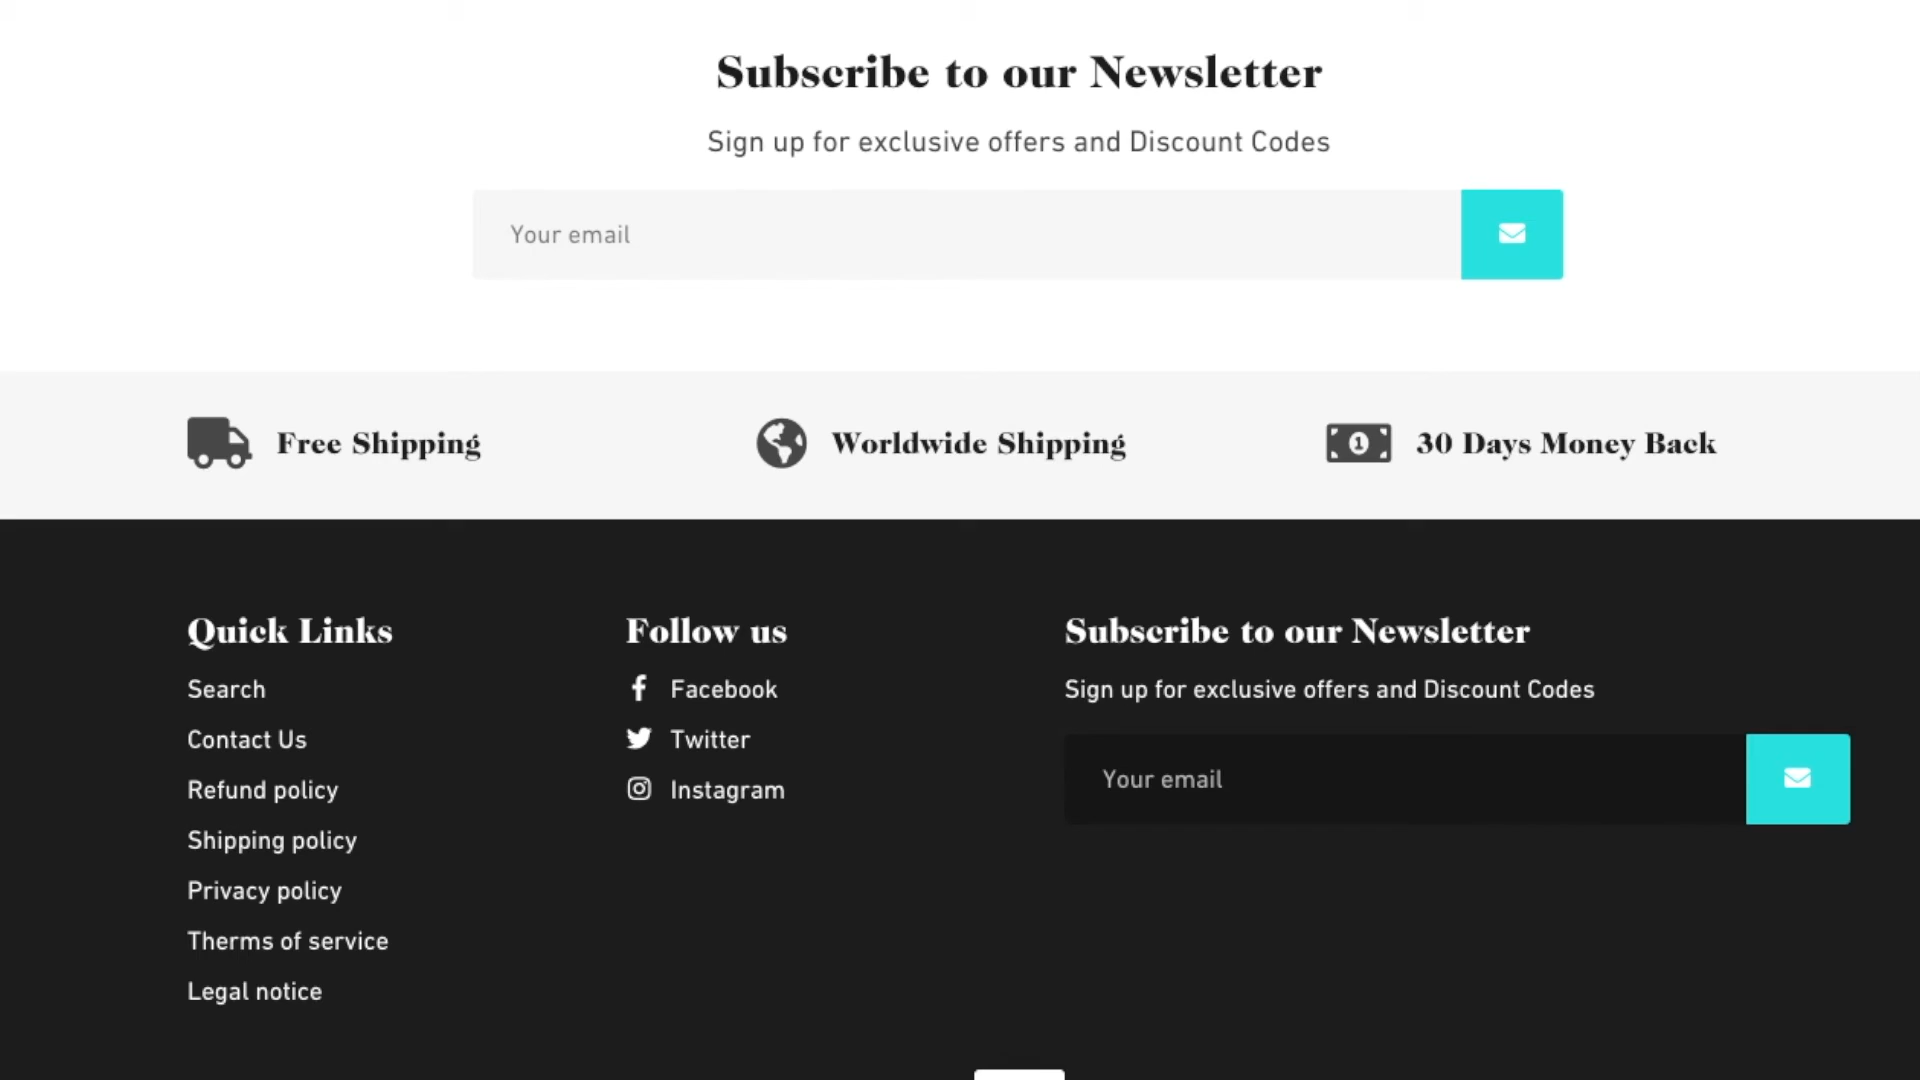 Subscribe to our Newsletter
Sign up for exclusive offers and Discount Codes
Your email
Free Shipping
Worldwide Shipping
1
30 Days Money Back
Quick Links
Search
Contact Us
Refund policy
Shipping policy
Privacy policy
Therms of service
Legal notice
Follow us
Facebook
Twitter
Instagram
Subscribe to our Newsletter
Sign up for exclusive offers and Discount Codes
Your email